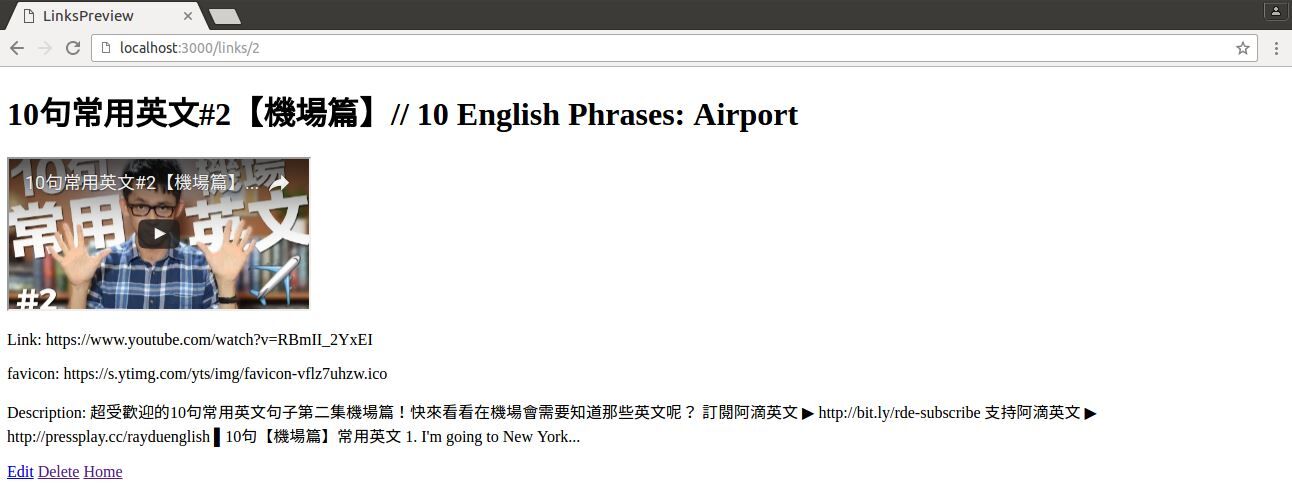 LinksPreview
localhost:3000/links/2
10句常用英文#2【機場篇】// 10 English Phrases: Airport
10句 機場
10句常用英文#2【機場篇】...
常用 英文
#2
Link: https://www.youtube.com/watch?v=RBmII_2YxEI
favicon: https://s.ytimg.com/yts/img/favicon-vflz7uhzw.ico
Description: 超受歡迎的10句常用英文句子第二集機場篇！快來看看在機場會需要知道那些英文呢？ 訂閱阿滴英文 ▶ http://bit.ly/rde-subscribe 支持阿滴英文 ▶
http://pressplay.cc/rayduenglish ▌10句【機場篇】常用英文 1. I'm going to New York...
Edit Delete Home